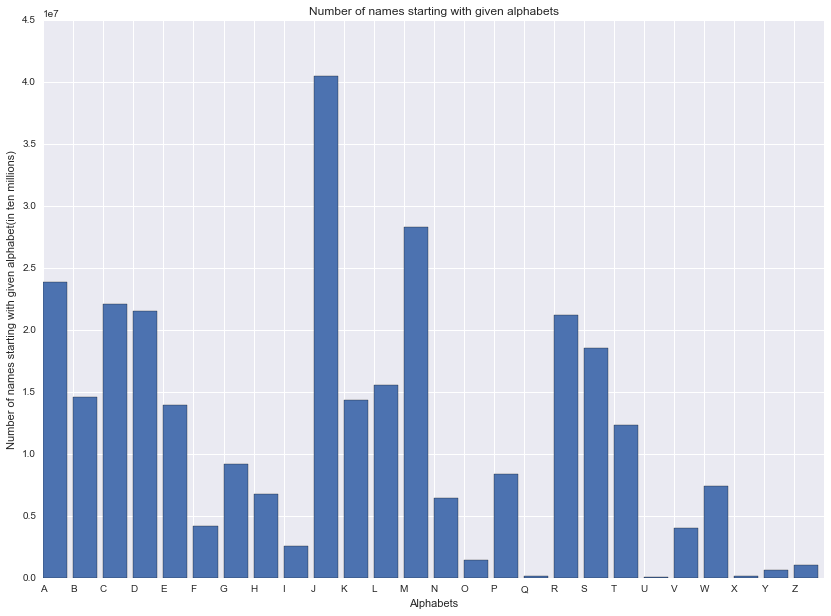 Number of names starting with given alphabets
1e7
4.5
4.0
3.5
3.0
2.5
2.0
1.5
1.0
0.5
0.0
Number of names starting with given alphabet(in ten millions)
A B C D E F G H I J K L M N O P Q R S T U V W X Y Z
Alphabets